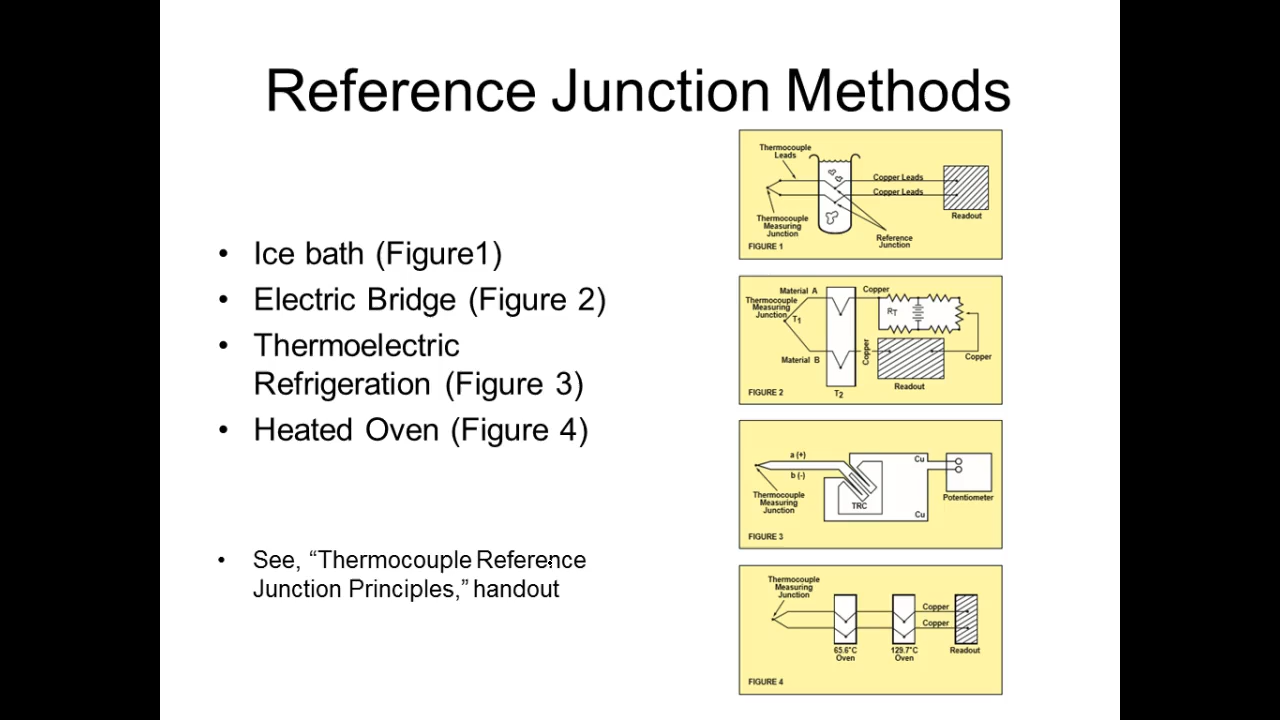 Reference Junction Methods
• Ice bath (Figure1)
• Electric Bridge (Figure 2)
• Thermoelectric
Refrigeration (Figure 3)
• Heated Oven (Figure 4)
• See, “Thermocouple Reference
Junction Principles,” handout
Thermocouple
Leads
Copper Leads
Copper Leads
Thermocouple
Measuring
Junction
Reference
Junction
Readout
FIGURE 1
Material A
Copper
Thermocouple
Measuring
Junction
T1
RT
Material B
Copper
Copper
Readout
T2
FIGURE 2
a (+)
b (-)
Cu
Thermocouple
Measuring
Junction
TRC
Cu
Potentiometer
FIGURE 3
Thermocouple
Measuring
Junction
Copper
Copper
65.6°C
Oven
129.7°C
Oven
Readout
FIGURE 4